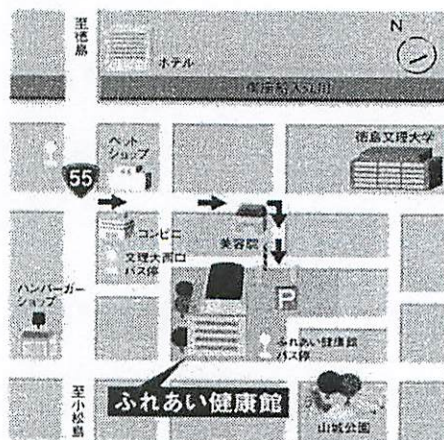 至徳島
N
ホテル
徳島文理大学
ペット
ショップ
55
コンビニ
美容院
文理大西口
バス停
ハンバーガー
ショップ
P
ふれあい健康館
バス停
至小松島
ふれあい健康館
山城公園